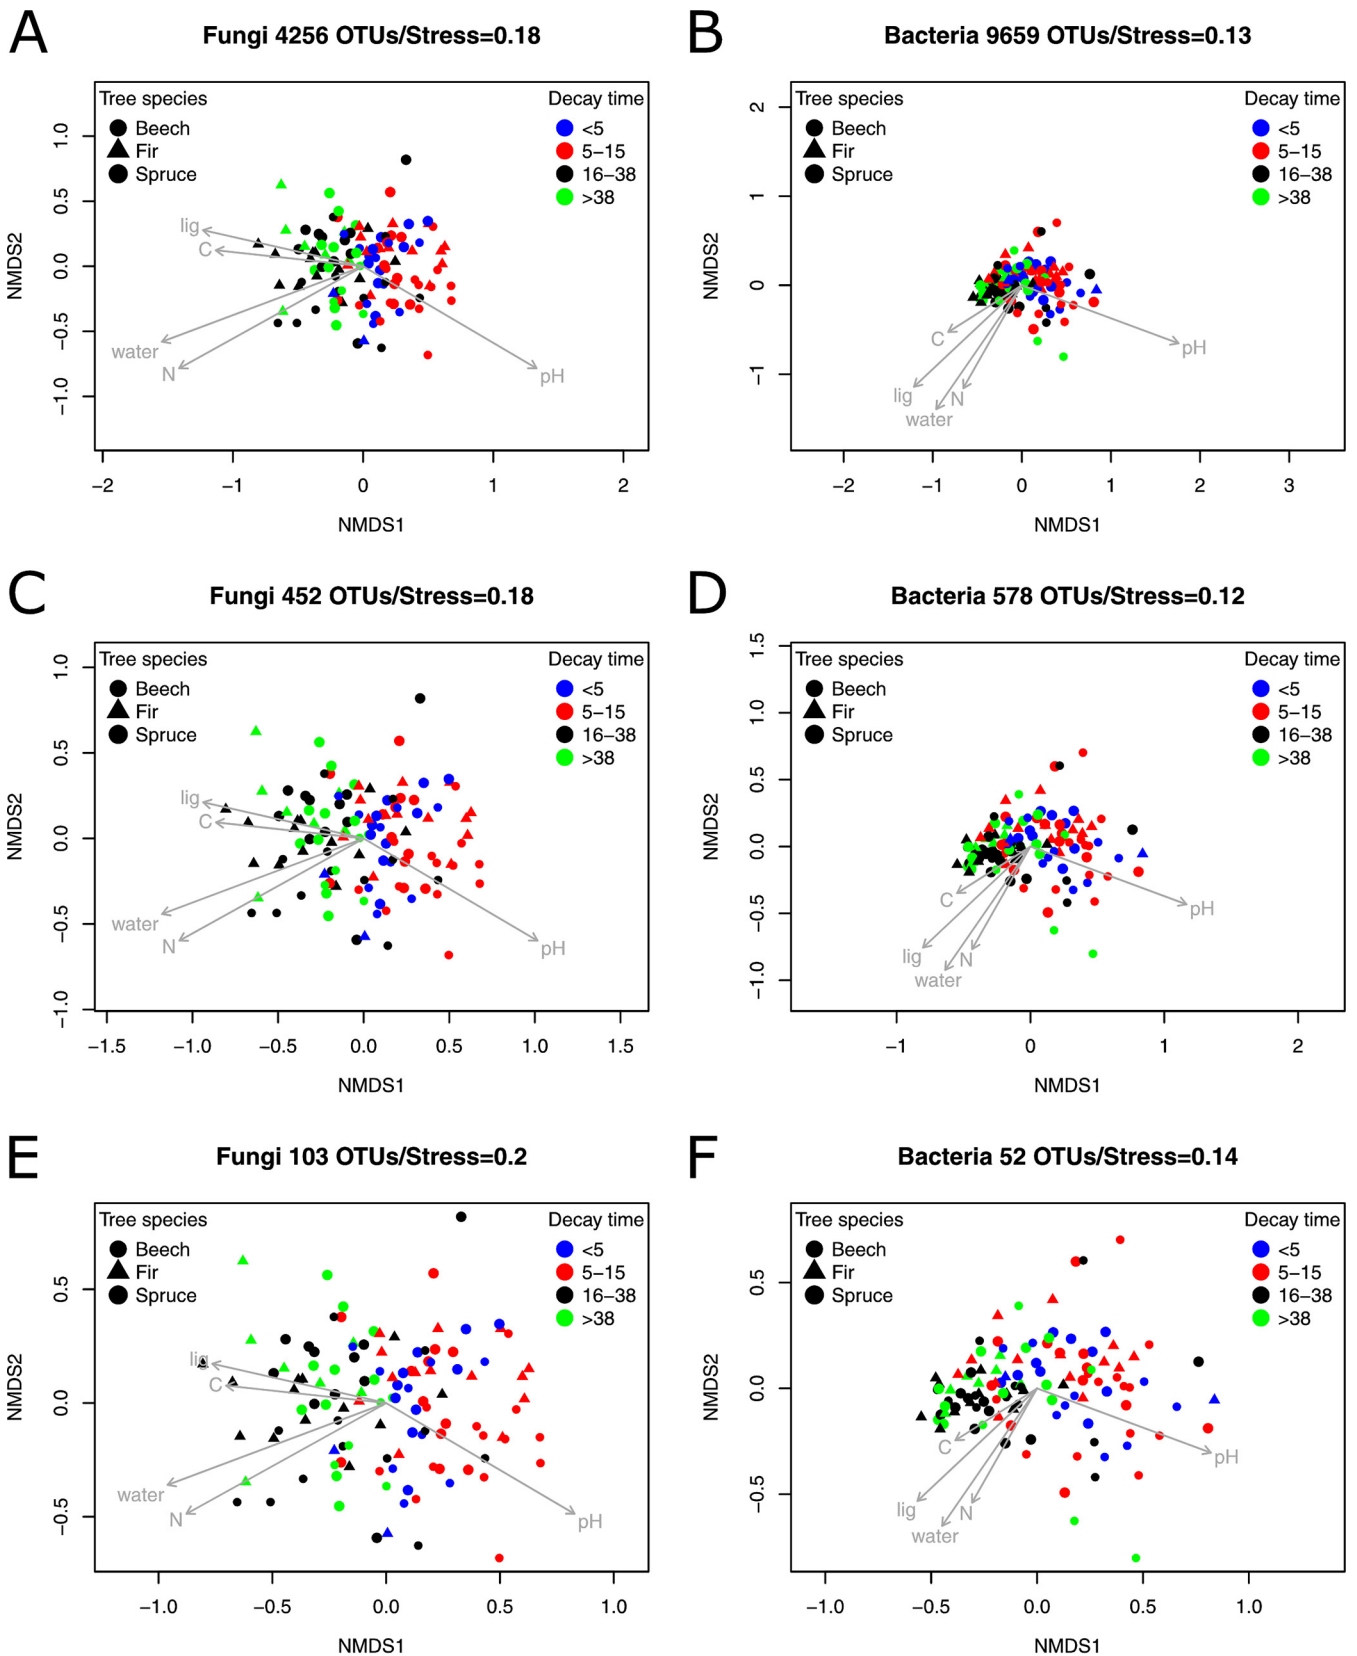 A
Fungi 4256 OTUs/Stress=0.18
Tree species
Beech
Fir
Spruce
Decay time
<5
5−15
16−38
>38
lig
C
water
N
pH
NMDS2
1.0
0.5
0.0
−0.5
−1.0
−2
−1
0
1
2
NMDS1
B
Bacteria 9659 OTUs/Stress=0.13
Tree species
Beech
Fir
Spruce
Decay time
<5
5−15
16−38
>38
C
lig
water
N
pH
NMDS2
2
1
0
−1
−2
−1
0
1
2
3
NMDS1
C
Fungi 452 OTUs/Stress=0.18
Tree species
Beech
Fir
Spruce
Decay time
<5
5−15
16−38
>38
lig
C
water
N
pH
NMDS2
1.0
0.5
0.0
−0.5
−1.0
−1.5
−1.0
−0.5
0.0
0.5
1.0
1.5
NMDS1
D
Bacteria 578 OTUs/Stress=0.12
Tree species
Beech
Fir
Spruce
Decay time
<5
5−15
16−38
>38
C
lig
water
N
pH
NMDS2
1.5
1.0
0.5
0.0
−0.5
−1.0
−1
0
1
2
NMDS1
E
Fungi 103 OTUs/Stress=0.2
Tree species
Beech
Fir
Spruce
Decay time
<5
5−15
16−38
>38
lig
C
water
N
pH
NMDS2
0.5
0.0
−0.5
−1.0
−0.5
0.0
0.5
1.0
NMDS1
F
Bacteria 52 OTUs/Stress=0.14
Tree species
Beech
Fir
Spruce
Decay time
<5
5−15
16−38
>38
C
lig
water
N
pH
NMDS2
0.5
0.0
−0.5
−1.0
−0.5
0.0
0.5
1.0
NMDS1